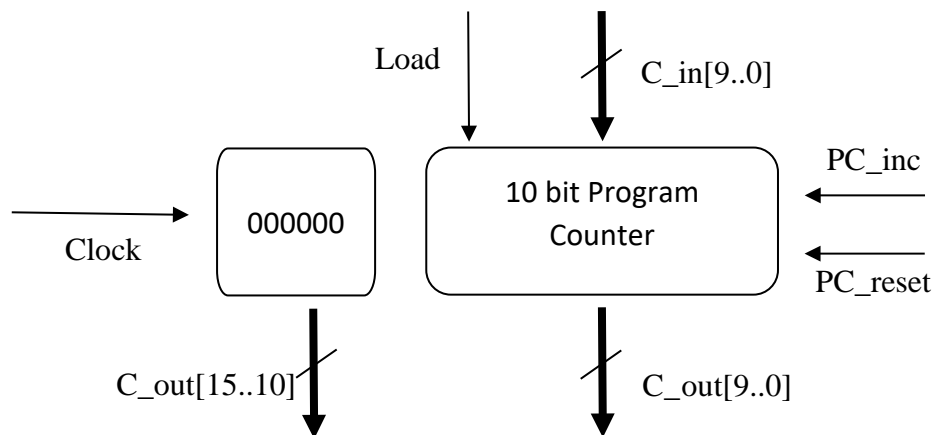 Load
C_in[9..0]
PC_inc
10 bit Program
Counter
000000
Clock
PC_reset
C_out[15..10]
C_out[9..0]